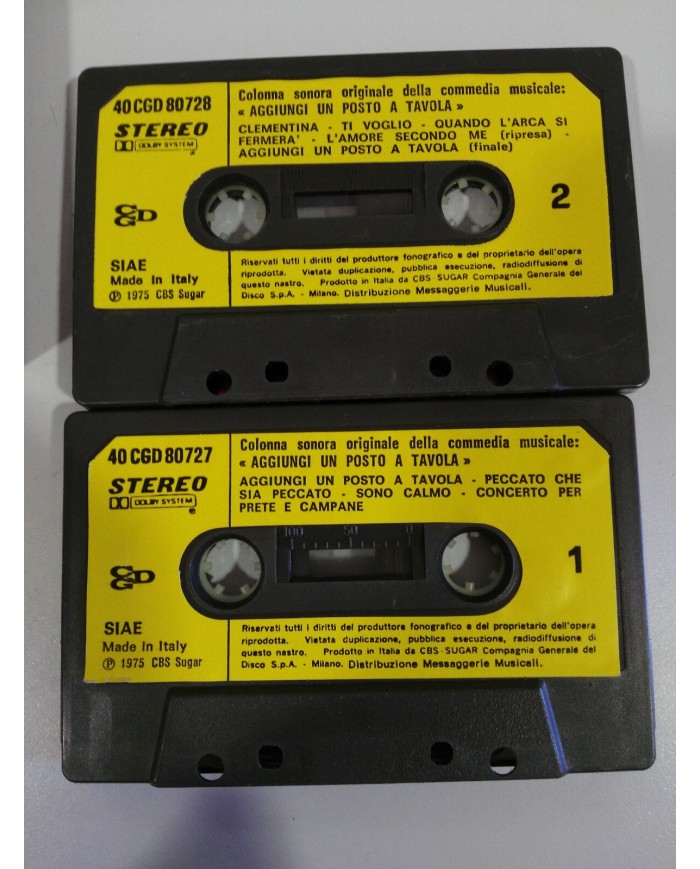 40 CGD 80728
STEREO
DOLBY SYSTEM
CGD
SIAE
Made In Italy
℗ 1975 CBS Sugar
Colonna sonora originale della commedia musicale:
« AGGIUNGI UN POSTO A TAVOLA »
CLEMENTINA - TI VOGLIO - QUANDO L'ARCA SI
FERMERA' - L'AMORE SECONDO ME (ripresa) -
AGGIUNGI UN POSTO A TAVOLA (finale)
2
Riservati tutti i diritti del produttore fonografico e del proprietario dell'opera
riprodotta. Vietata duplicazione, pubblica esecuzione, radiodiffusione di
questo nastro. Prodotto in Italia da CBS-SUGAR Compagnia Generale del
Disco S.p.A. - Milano. Distribuzione Messaggerie Musicali.
40 CGD 80727
STEREO
DOLBY SYSTEM
®
CGD
SIAE
Made In Italy
℗ 1975 CBS Sugar
Colonna sonora originale della commedia musicale:
« AGGIUNGI UN POSTO A TAVOLA »
AGGIUNGI UN POSTO A TAVOLA - PECCATO CHE
SIA PECCATO - SONO CALMO - CONCERTO PER
PRETE E CAMPANE
100 50 0
1
Riservati tutti i diritti del produttore fonografico e del proprietario dell'opera
riprodotta. Vietata duplicazione, pubblica esecuzione, radiodiffusione di
questo nastro. Prodotto in Italia da CBS-SUGAR Compagnia Generale del
Disco S.p.A. - Milano. Distribuzione Messaggerie Musicali.